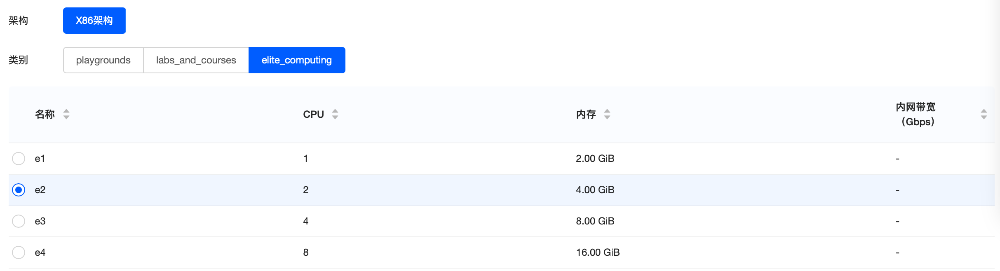 架构 X86架构
类别 playgrounds labs_and_courses elite_computing
名称 CPU 内存 内网带宽
（Gbps）
e1 1 2.00 GiB -
e2 2 4.00 GiB -
e3 4 8.00 GiB -
e4 8 16.00 GiB -